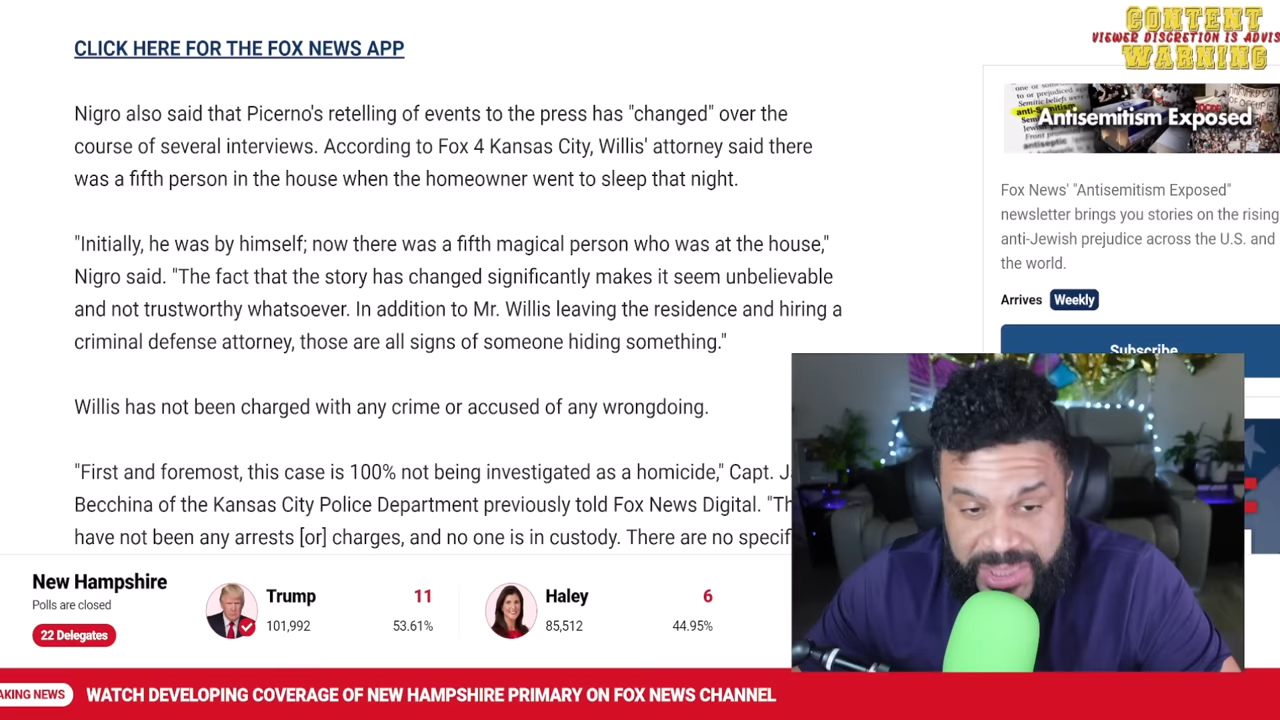 CONTENT
VIEWER DISCRETION IS ADVIS
WARNING
CLICK HERE FOR THE FOX NEWS APP
Nigro also said that Picerno's retelling of events to the press has "changed" over the
course of several interviews. According to Fox 4 Kansas City, Willis' attorney said there
was a fifth person in the house when the homeowner went to sleep that night.
"Initially, he was by himself; now there was a fifth magical person who was at the house,"
Nigro said. "The fact that the story has changed significantly makes it seem unbelievable
and not trustworthy whatsoever. In addition to Mr. Willis leaving the residence and hiring a
criminal defense attorney, those are all signs of someone hiding something."
Willis has not been charged with any crime or accused of any wrongdoing.
"First and foremost, this case is 100% not being investigated as a homicide," Capt. J
Becchina of the Kansas City Police Department previously told Fox News Digital. "Th
have not been any arrests [or] charges, and no one is in custody. There are no specif
Antisemitism Exposed
Fox News' "Antisemitism Exposed"
newsletter brings you stories on the rising
anti-Jewish prejudice across the U.S. and
the world.
Arrives Weekly
Subscribe
New Hampshire
Polls are closed
22 Delegates
Trump 11
101,992 53.61%
Haley 6
85,512 44.95%
AKING NEWS WATCH DEVELOPING COVERAGE OF NEW HAMPSHIRE PRIMARY ON FOX NEWS CHANNEL